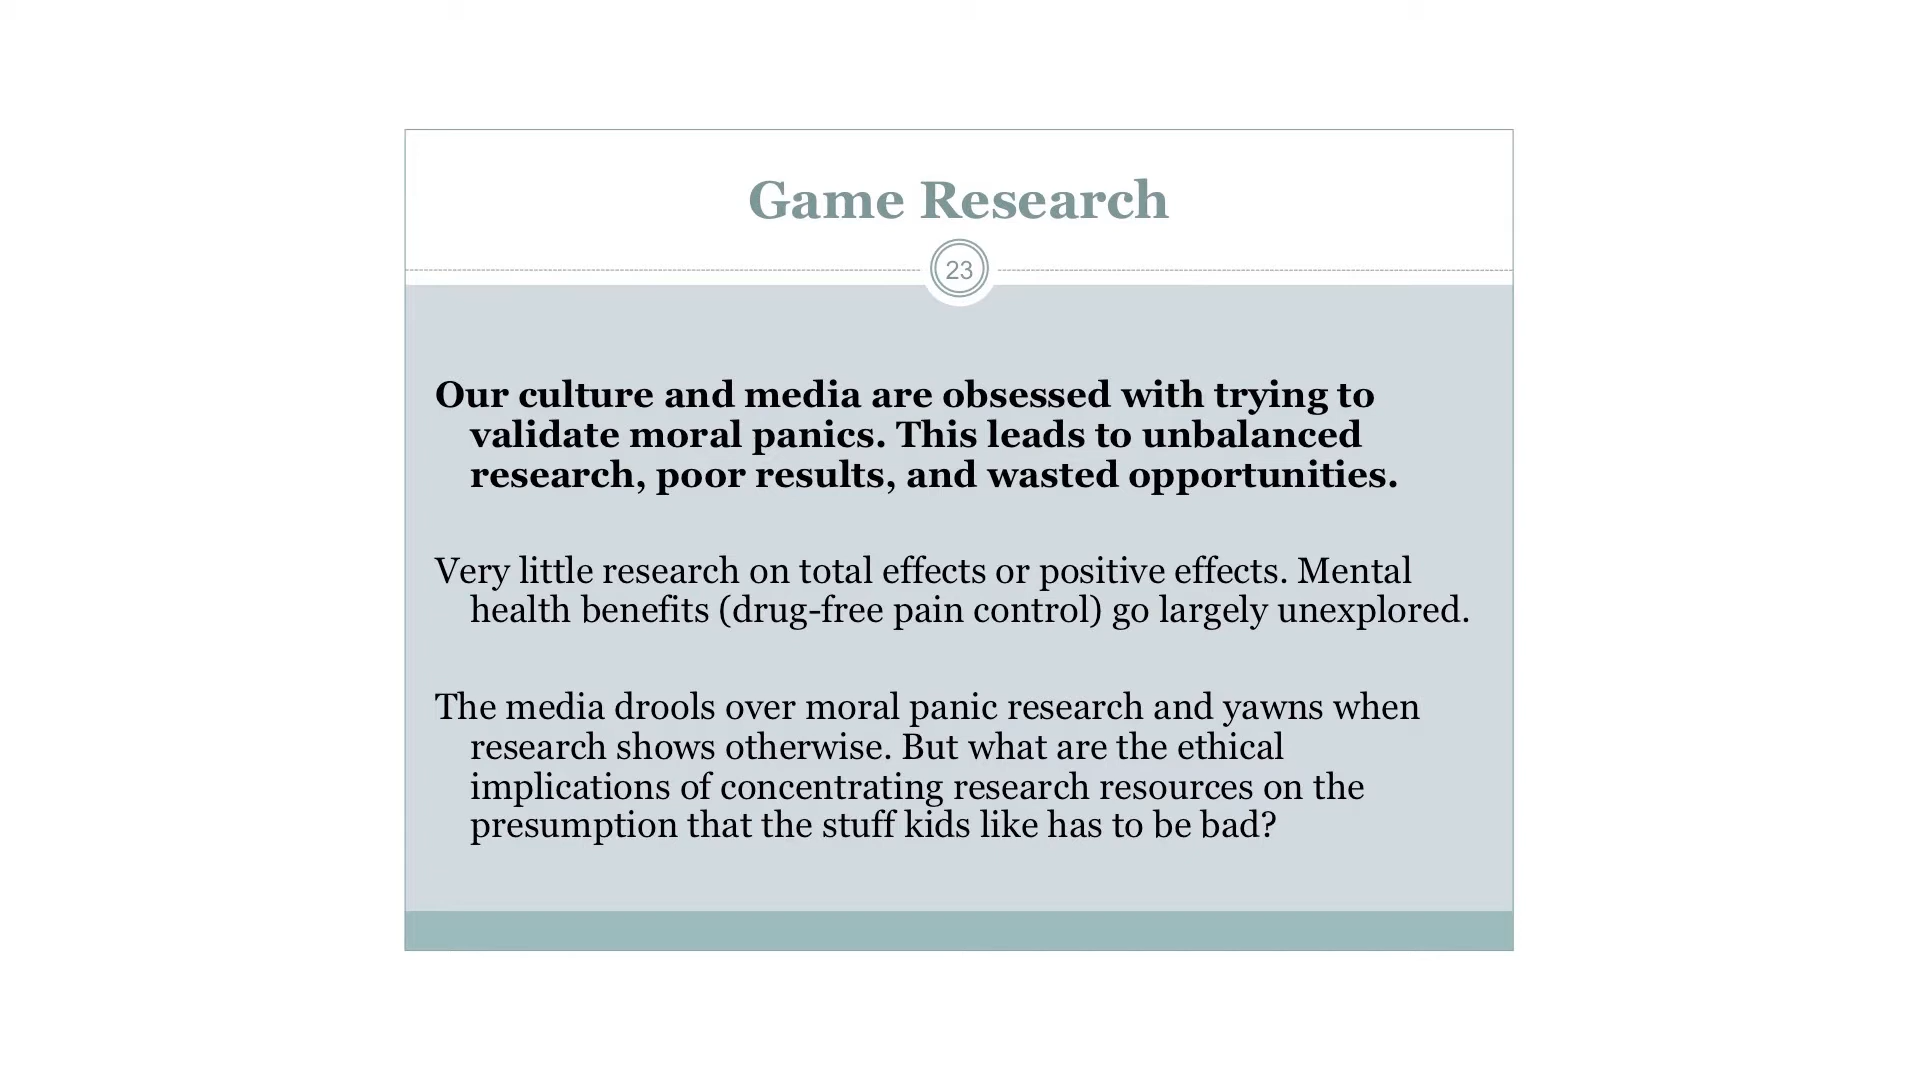 Game Research
23
Our culture and media are obsessed with trying to
validate moral panics. This leads to unbalanced
research, poor results, and wasted opportunities.
Very little research on total effects or positive effects. Mental
health benefits (drug-free pain control) go largely unexplored.
The media drools over moral panic research and yawns when
research shows otherwise. But what are the ethical
implications of concentrating research resources on the
presumption that the stuff kids like has to be bad?